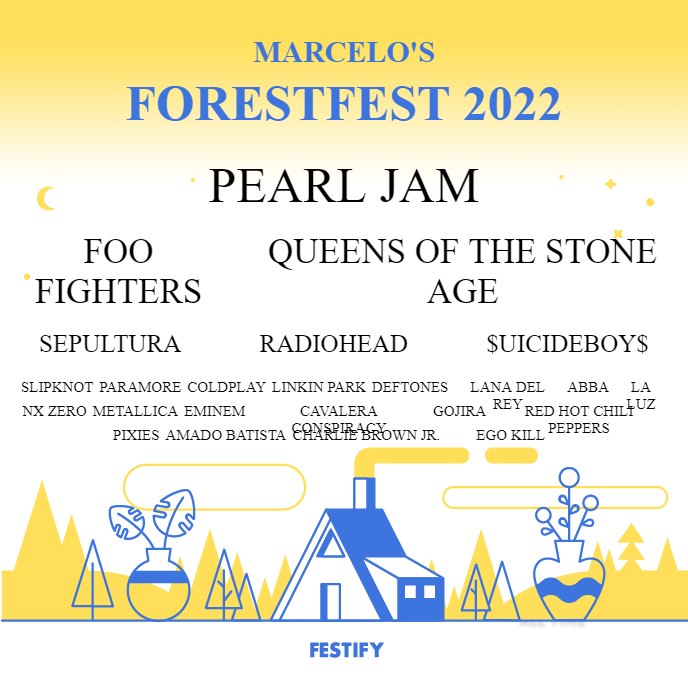 MARCELO'S
FORESTFEST 2022
PEARL JAM
FOO FIGHTERS
QUEENS OF THE STONE AGE
SEPULTURA RADIOHEAD $UICIDEBOY$
SLIPKNOT PARAMORE COLDPLAY LINKIN PARK DEFTONES LANA DEL REY ABBA LA LUZ
NX ZERO METALLICA EMINEM CAVALERA CONSPIRACY GOJIRA RED HOT CHILI PEPPERS
PIXIES AMADO BATISTA CHARLIE BROWN JR. EGO KILL
FESTIFY